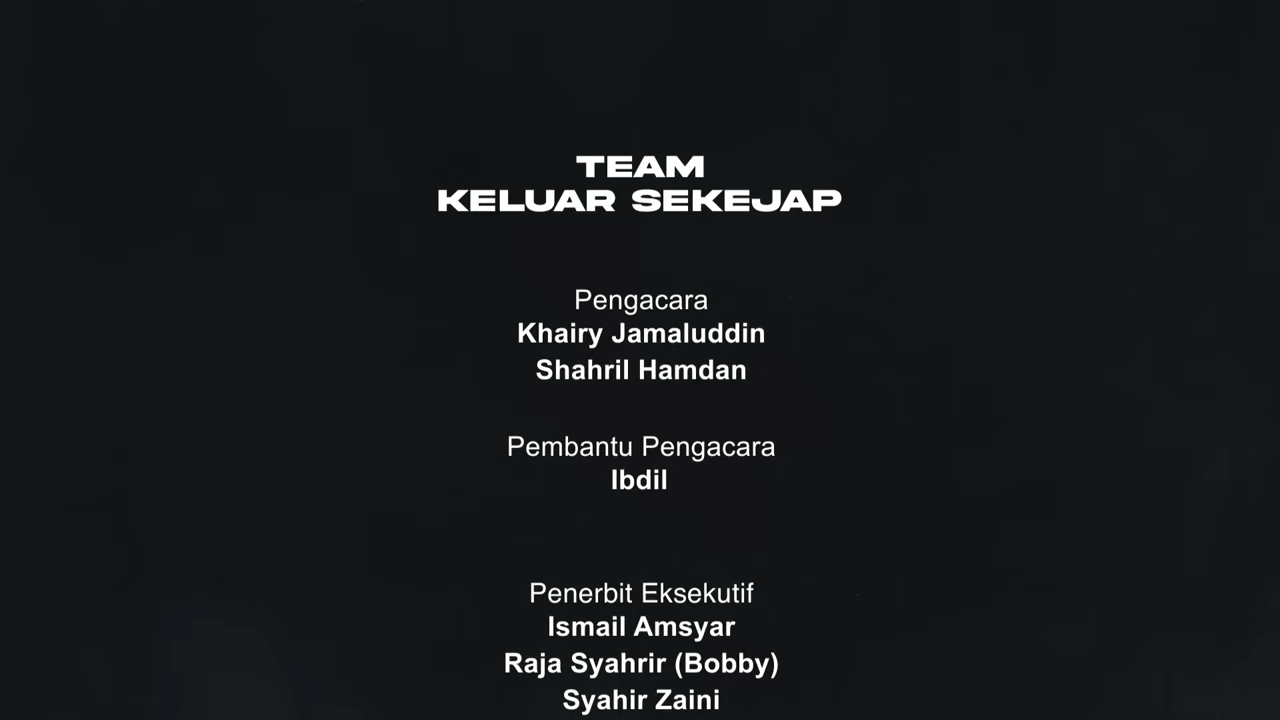 TEAM
KELUAR SEKEJAP
Pengacara
Khairy Jamaluddin
Shahril Hamdan
Pembantu Pengacara
Ibdil
Penerbit Eksekutif
Ismail Amsyar
Raja Syahrir (Bobby)
Syahir Zaini